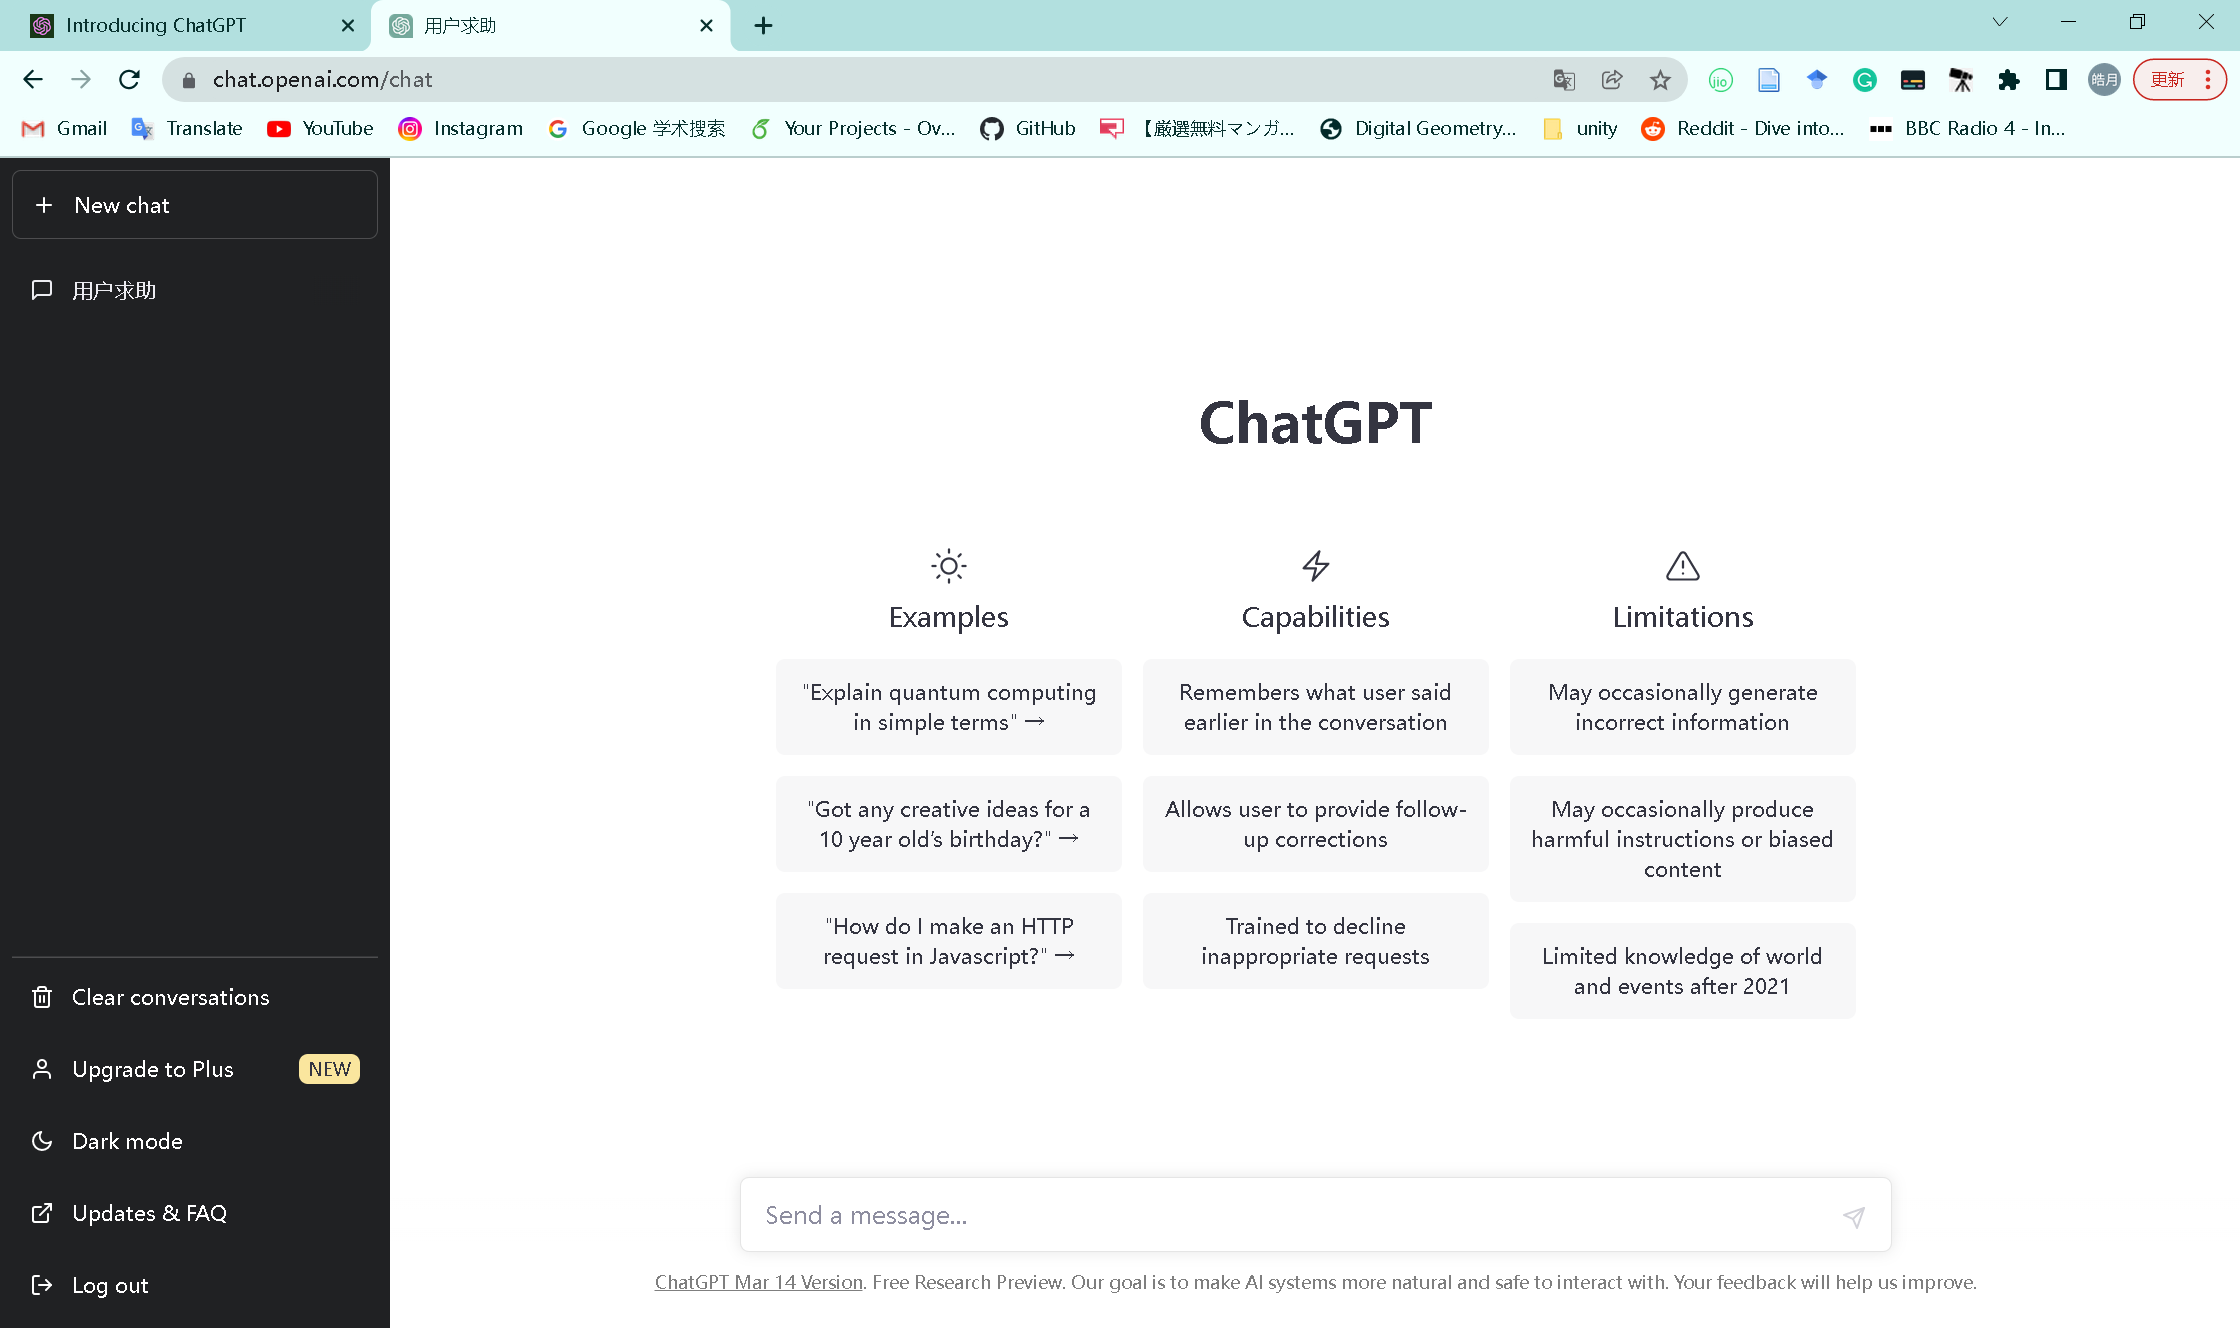 Introducing ChatGPT
用户求助
chat.openai.com/chat
jio
皓月
更新
Gmail
Translate
YouTube
Instagram
Google 学术搜索
Your Projects - Ov...
GitHub
【厳選無料マンガ...
Digital Geometry...
unity
Reddit - Dive into...
BBC Radio 4 - In...
New chat
用户求助
ChatGPT
Examples
"Explain quantum computing
in simple terms" →
"Got any creative ideas for a
10 year old’s birthday?" →
"How do I make an HTTP
request in Javascript?" →
Capabilities
Remembers what user said
earlier in the conversation
Allows user to provide follow-
up corrections
Trained to decline
inappropriate requests
Limitations
May occasionally generate
incorrect information
May occasionally produce
harmful instructions or biased
content
Limited knowledge of world
and events after 2021
Clear conversations
Upgrade to Plus
NEW
Dark mode
Updates & FAQ
Log out
Send a message...
ChatGPT Mar 14 Version. Free Research Preview. Our goal is to make AI systems more natural and safe to interact with. Your feedback will help us improve.